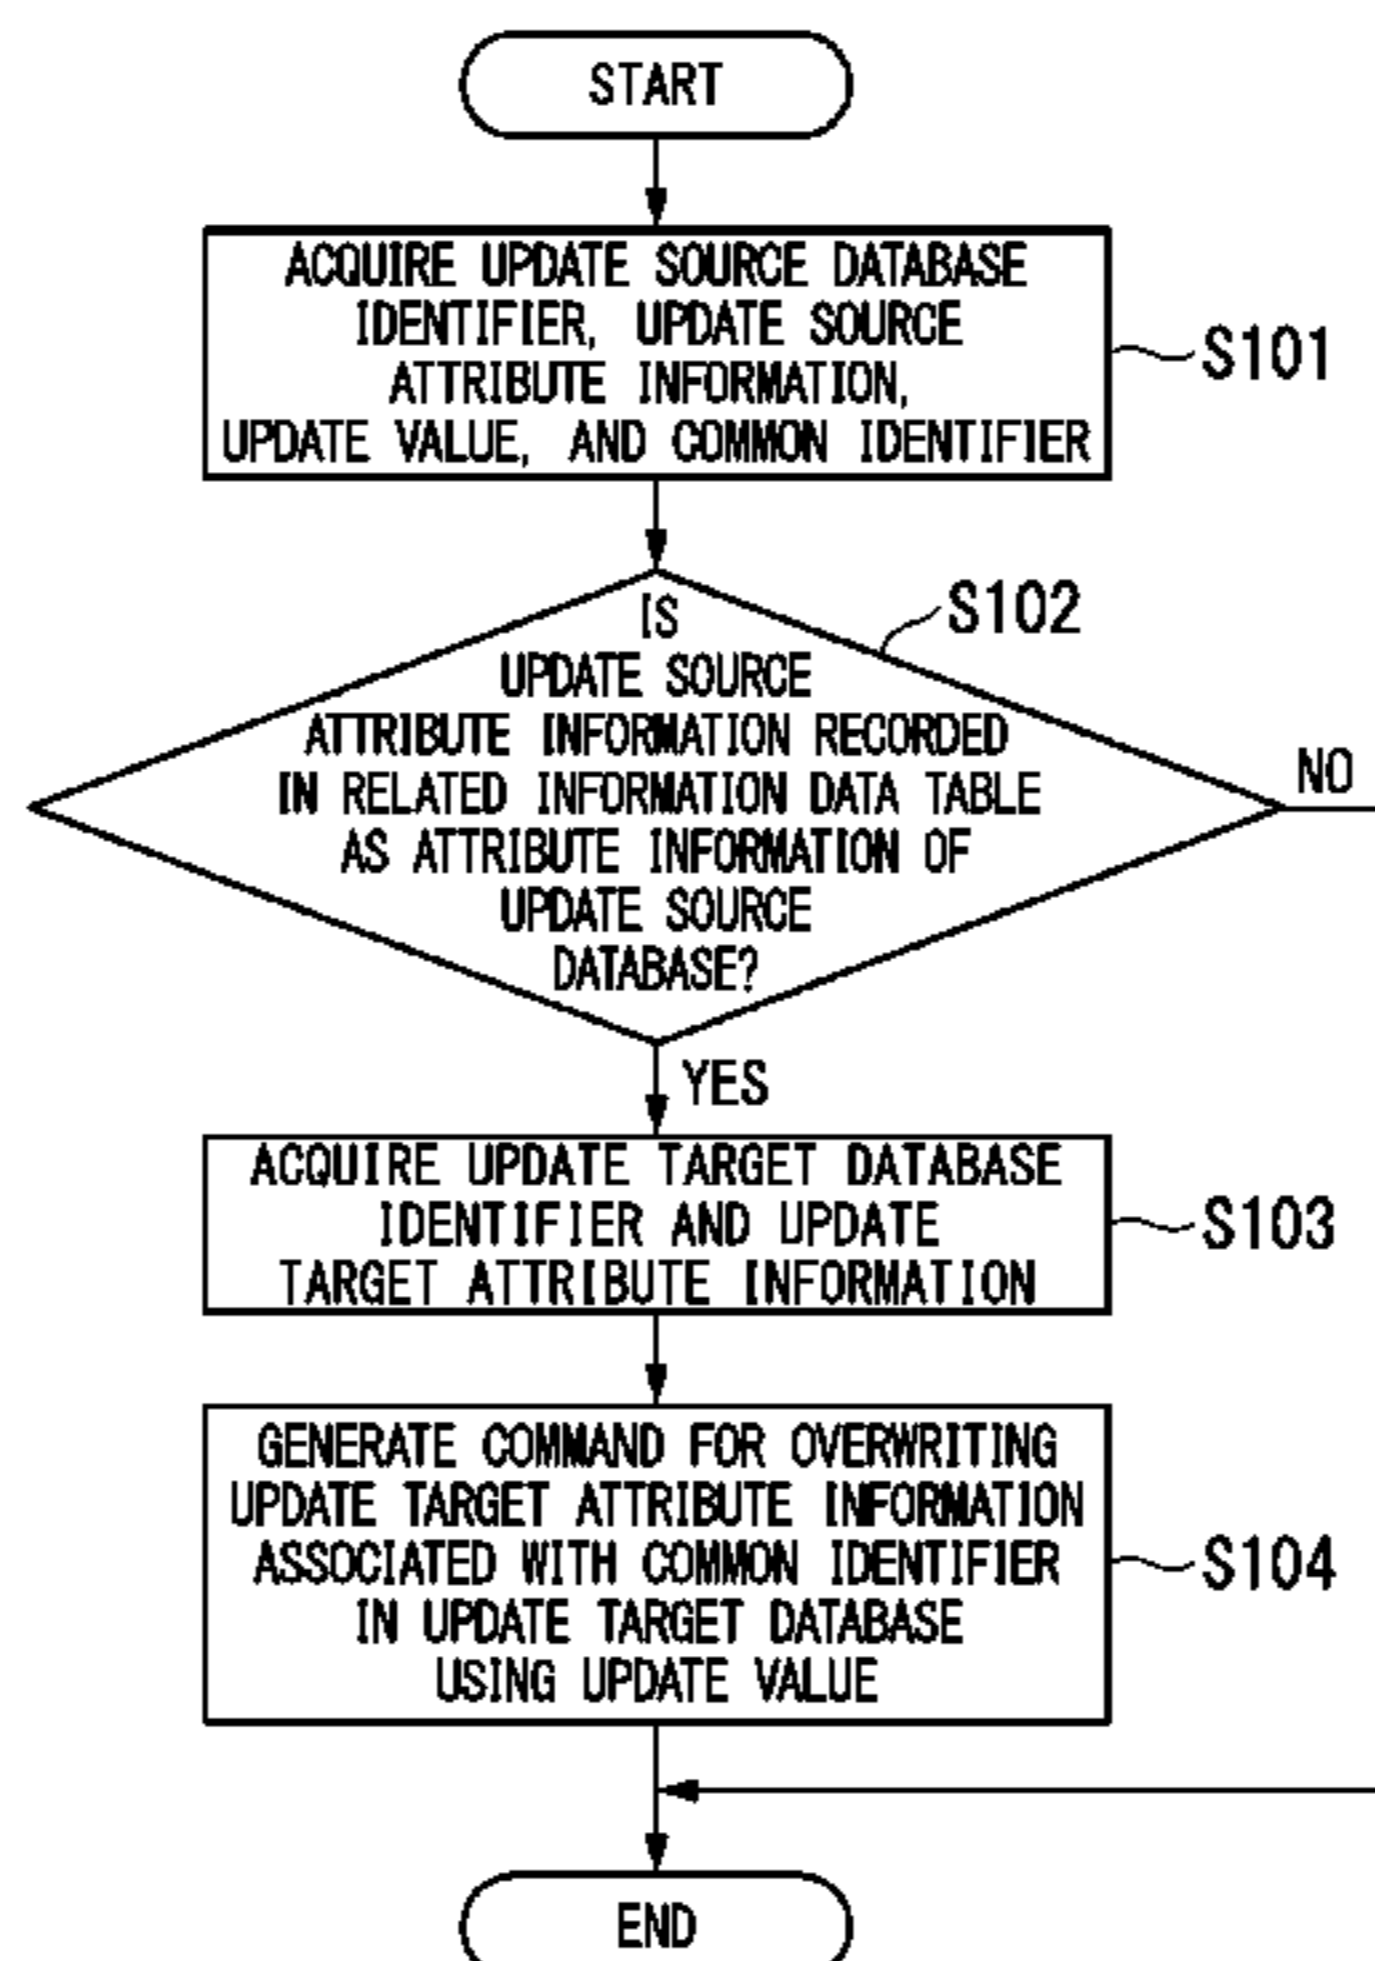 START
ACQUIRE UPDATE SOURCE DATABASE
IDENTIFIER, UPDATE SOURCE
ATTRIBUTE INFORMATION,
UPDATE VALUE, AND COMMON IDENTIFIER
S101
S102
IS
UPDATE SOURCE
ATTRIBUTE INFORMATION RECORDED
IN RELATED INFORMATION DATA TABLE
AS ATTRIBUTE INFORMATION OF
UPDATE SOURCE
DATABASE?
NO
YES
ACQUIRE UPDATE TARGET DATABASE
IDENTIFIER AND UPDATE
TARGET ATTRIBUTE INFORMATION
S103
GENERATE COMMAND FOR OVERWRITING
UPDATE TARGET ATTRIBUTE INFORMATION
ASSOCIATED WITH COMMON IDENTIFIER
IN UPDATE TARGET DATABASE
USING UPDATE VALUE
S104
END